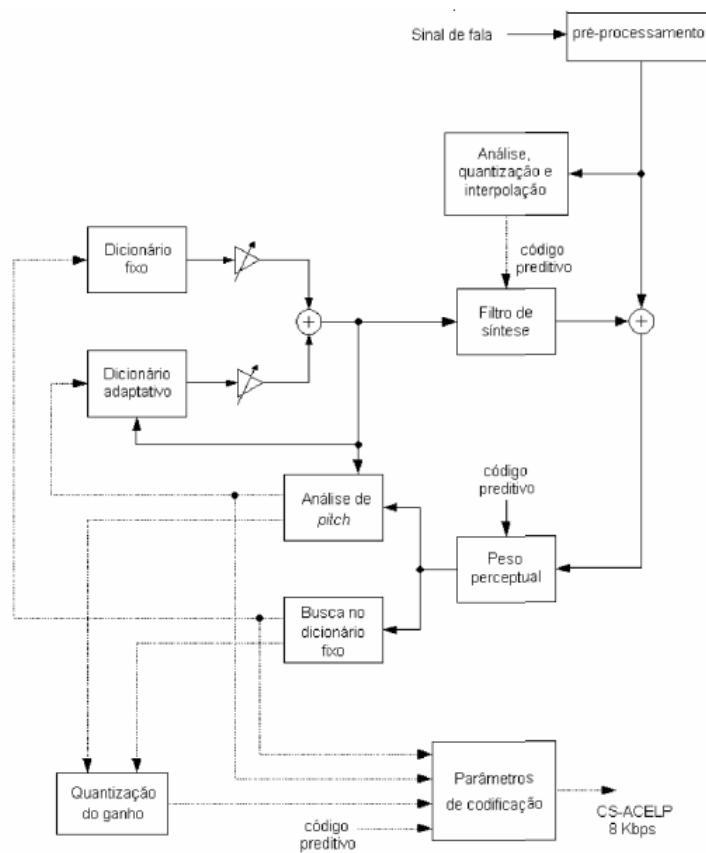 Sinal de fala
pré-processamento
Análise,
quantização e
interpolação
código
preditivo
Dicionário
fixo
Filtro de
síntese
Dicionário
adaptativo
código
preditivo
Análise de
pitch
Peso
perceptual
Busca no
dicionário
fixo
Quantização
do ganho
Parâmetros
de codificação
código
preditivo
CS-ACELP
8 Kbps